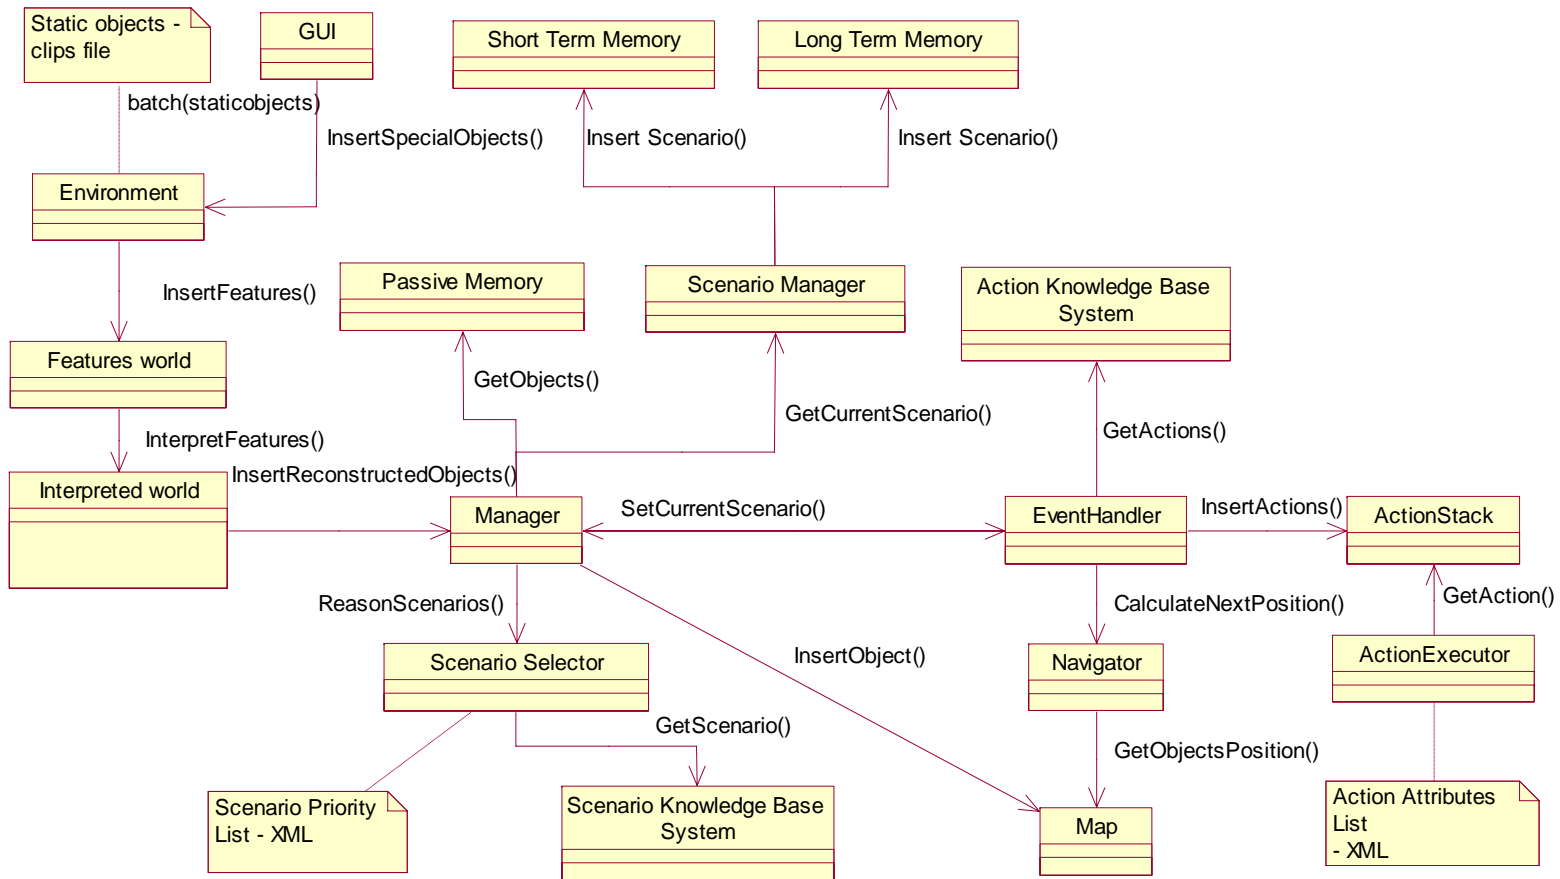 Static objects -
clips file
GUI
Short Term Memory
Long Term Memory
batch(staticobjects)
InsertSpecialObjects()
Insert Scenario()
Insert Scenario()
Environment
InsertFeatures()
Passive Memory
Scenario Manager
Action Knowledge Base
System
Features world
GetObjects()
GetCurrentScenario()
GetActions()
InterpretFeatures()
InsertReconstructedObjects()
Interpreted world
Manager
SetCurrentScenario()
EventHandler
InsertActions()
ActionStack
ReasonScenarios()
CalculateNextPosition()
GetAction()
Scenario Selector
InsertObject()
Navigator
ActionExecutor
GetScenario()
GetObjectsPosition()
Scenario Priority
List - XML
Scenario Knowledge Base
System
Map
Action Attributes
List
- XML